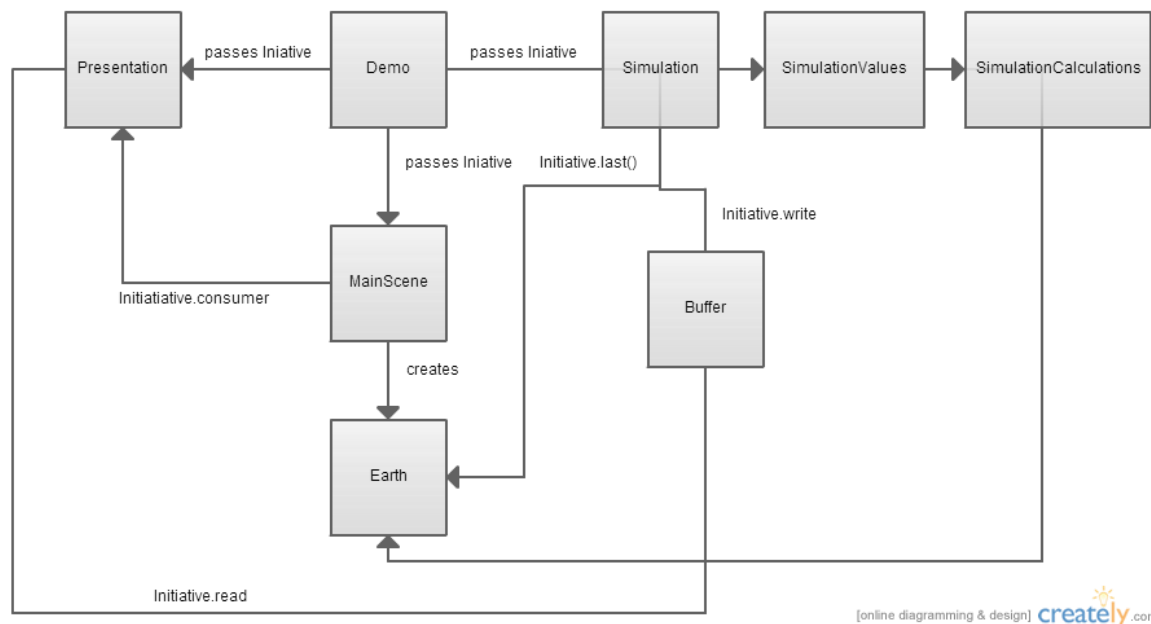 passes Iniative
passes Iniative
Presentation
Demo
Simulation
SimulationValues
SimulationCalculations
passes Iniative
Initiative.last()
Initiative.write
MainScene
Initiatiative.consumer
Buffer
creates
Earth
Initiative.read
[online diagramming & design] creately.com